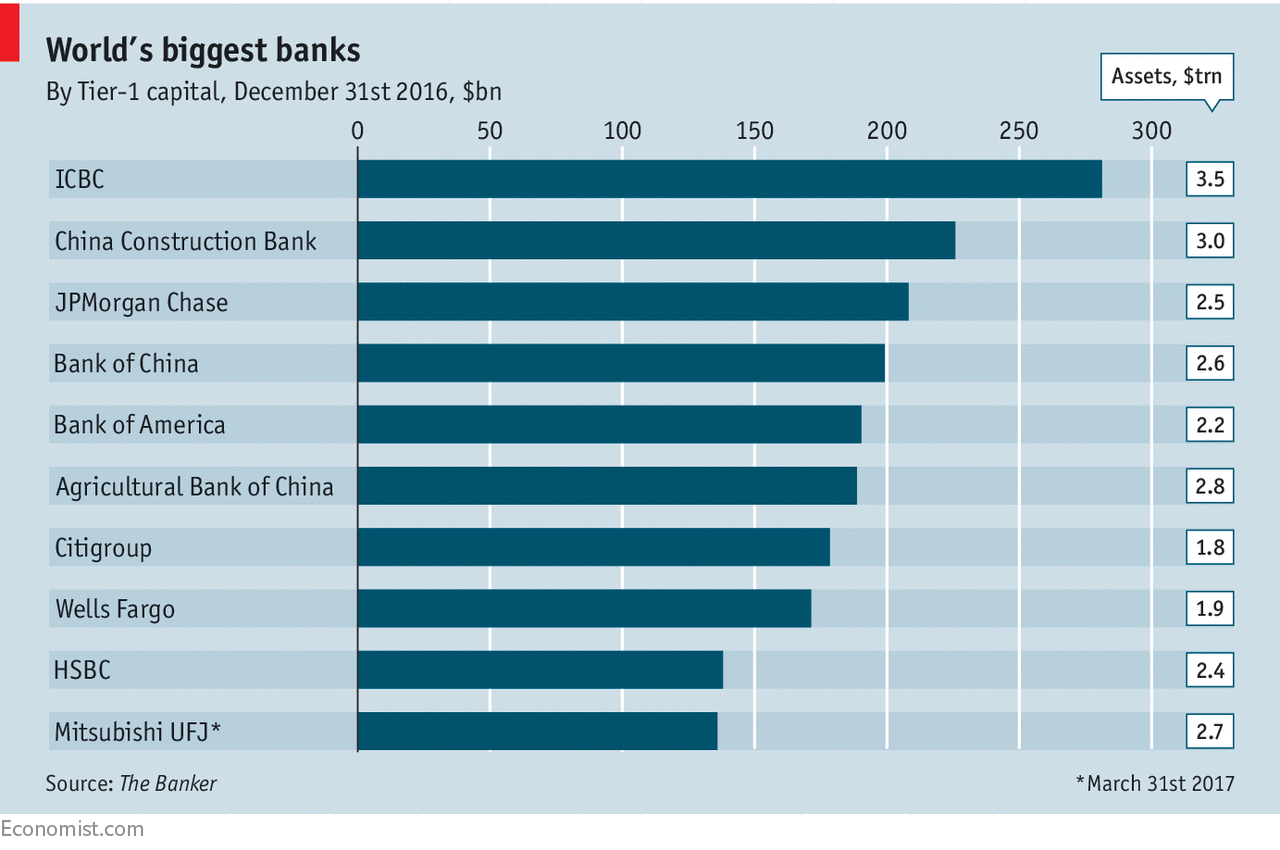 World's biggest banks
By Tier-1 capital, December 31st 2016, $bn
Assets, $trn
0 50 100 150 200 250 300
ICBC 3.5
China Construction Bank 3.0
JPMorgan Chase 2.5
Bank of China 2.6
Bank of America 2.2
Agricultural Bank of China 2.8
Citigroup 1.8
Wells Fargo 1.9
HSBC 2.4
Mitsubishi UFJ* 2.7
Source: The Banker *March 31st 2017
Economist.com